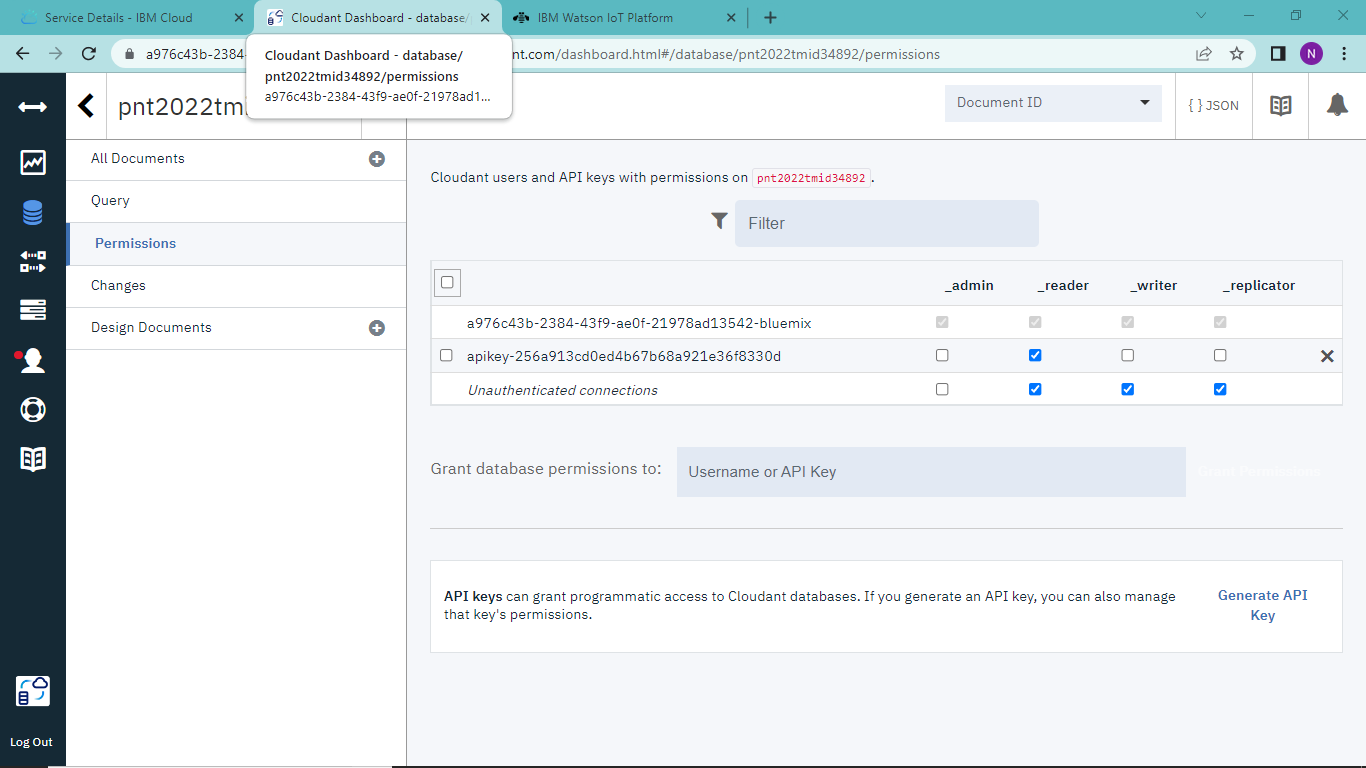 Service Details - IBM Cloud
Cloudant Dashboard - database/
IBM Watson IoT Platform
a976c43b-2384-
nt.com/dashboard.html#/database/pnt2022tmid34892/permissions
N
Cloudant Dashboard - database/
pnt2022tmid34892/permissions
a976c43b-2384-43f9-ae0f-21978ad1...
pnt2022tmi
Document ID
{ } JSON
All Documents
Query
Permissions
Changes
Design Documents
Cloudant users and API keys with permissions on pnt2022tmid34892.
Filter
_admin _reader _writer _replicator
a976c43b-2384-43f9-ae0f-21978ad13542-bluemix
apikey-256a913cd0ed4b67b68a921e36f8330d
Unauthenticated connections
Grant database permissions to:
Username or API Key
Grant Permissions
API keys can grant programmatic access to Cloudant databases. If you generate an API key, you can also manage
that key's permissions.
Generate API
Key
Log Out